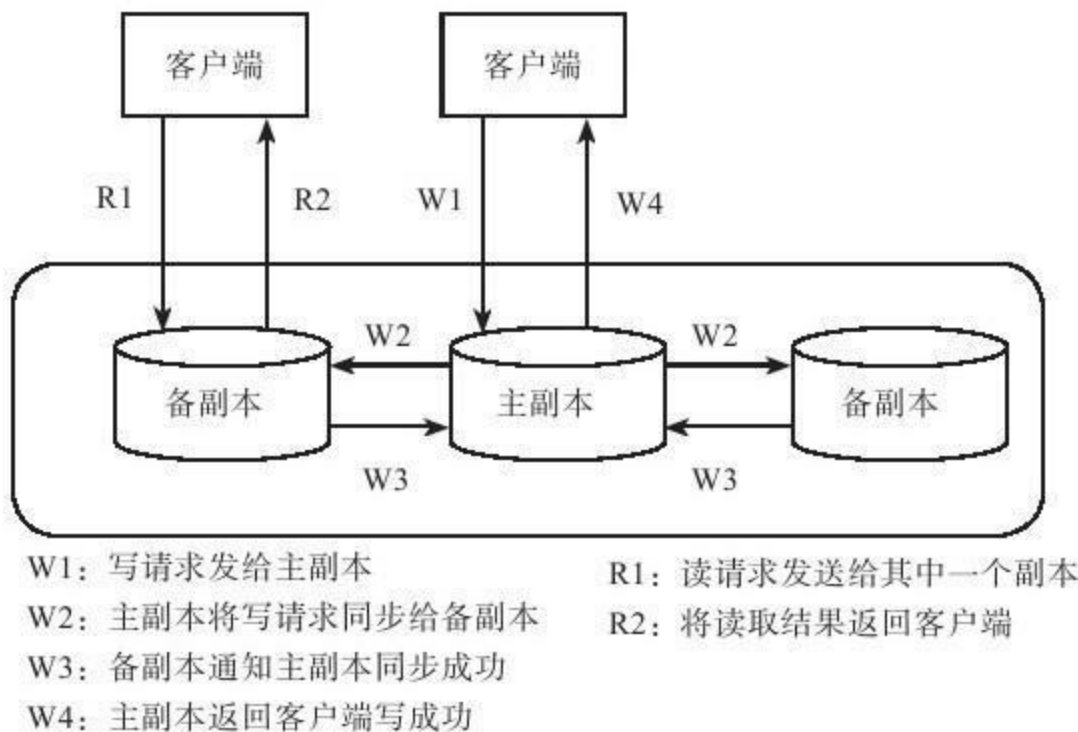 客户端 客户端
R1 R2 W1 W4
W2 W2
备副本 主副本 备副本
W3 W3
W1：写请求发给主副本
W2：主副本将写请求同步给备副本
W3：备副本通知主副本同步成功
W4：主副本返回客户端写成功
R1：读请求发送给其中一个副本
R2：将读取结果返回客户端